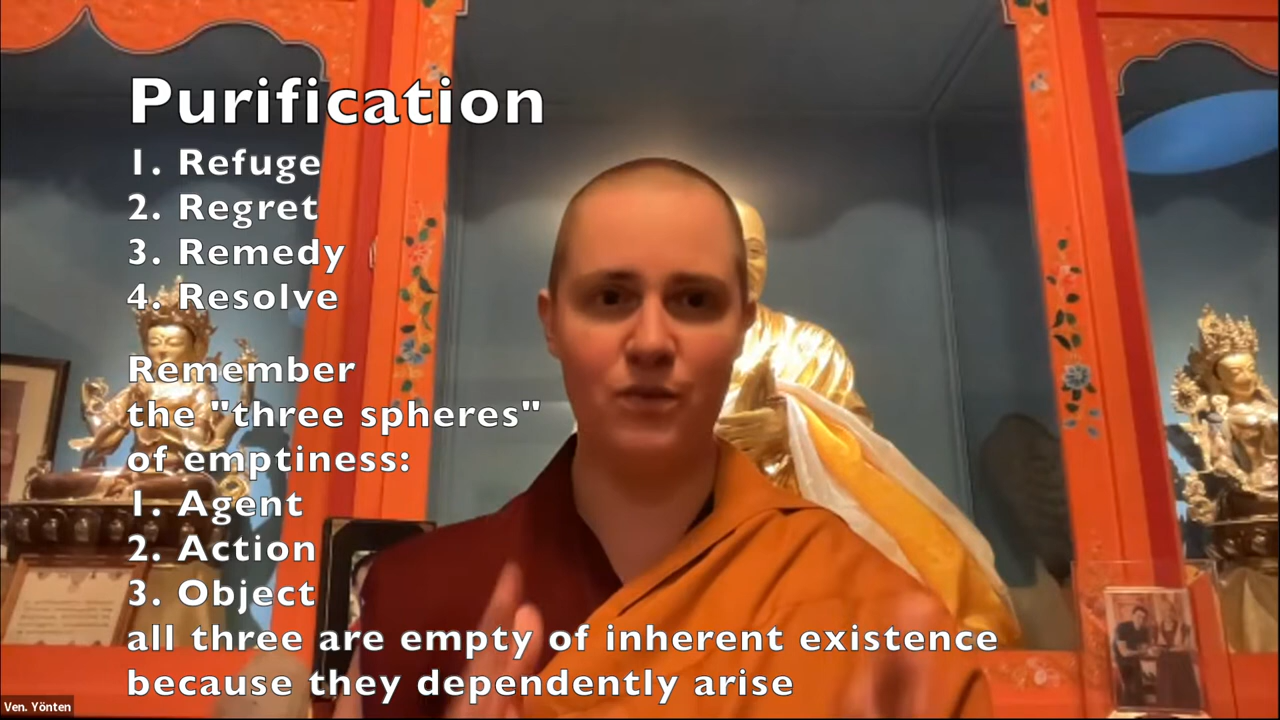 Purification
1. Refuge
2. Regret
3. Remedy
4. Resolve
Remember
the "three spheres"
of emptiness:
1. Agent
2. Action
3. Object
all three are empty of inherent existence
because they dependently arise
Ven. Yönten